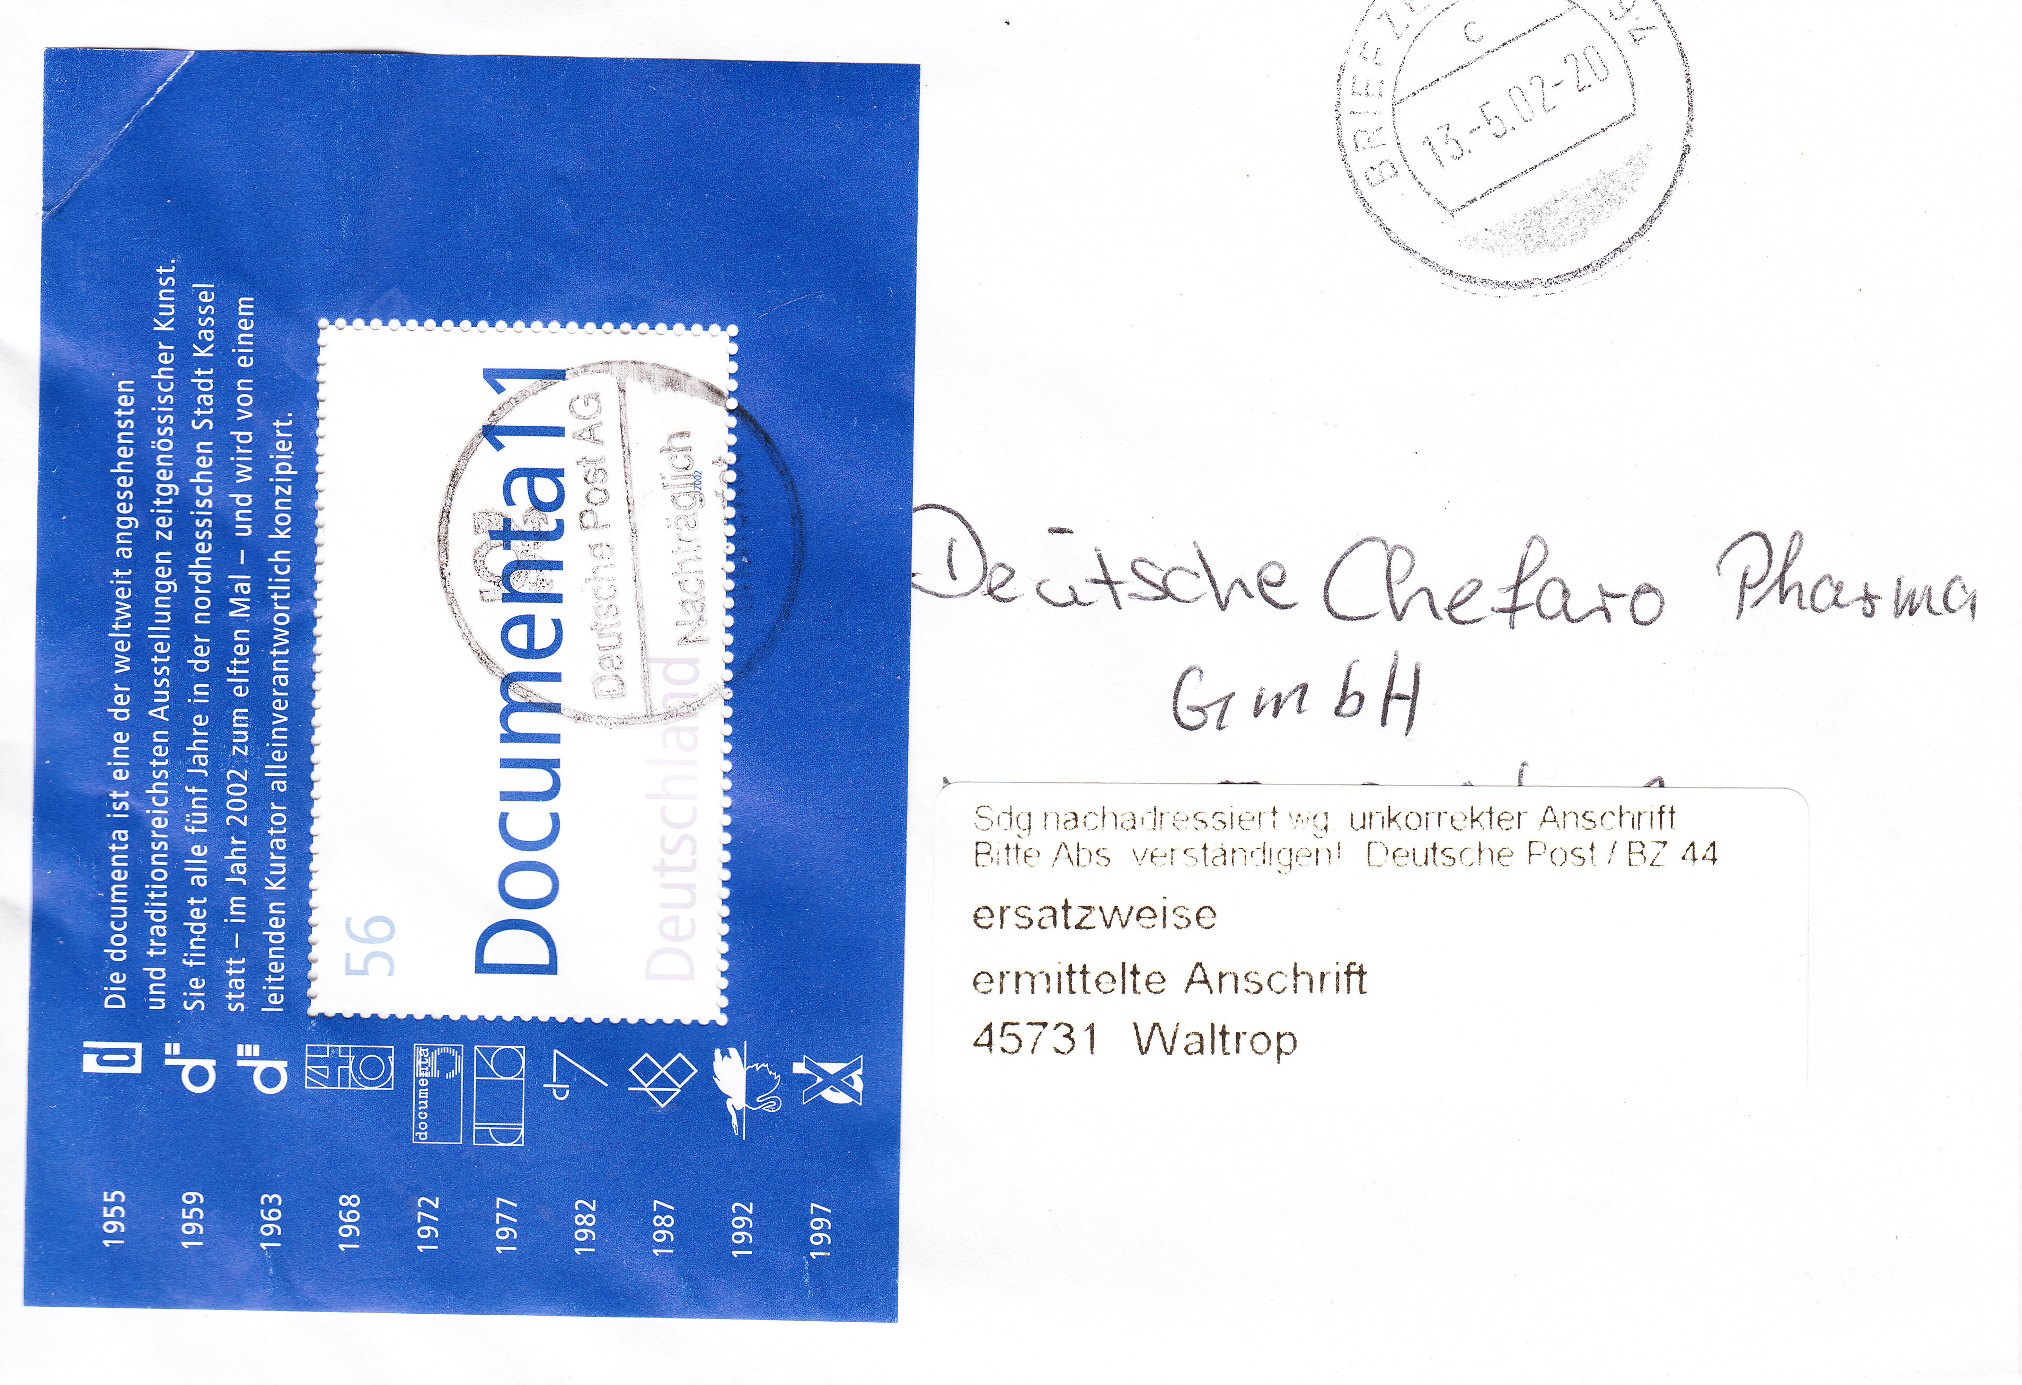 Die documenta ist eine der weltweit angesehensten
und traditionsreichsten Ausstellungen zeitgenössischer Kunst.
Sie findet alle fünf Jahre in der nordhessischen Stadt Kassel
statt – im Jahr 2002 zum elften Mal – und wird von einem
leitenden Kurator alleinverantwortlich konzipiert.
56
Documenta11
Deutschland
2002
Deutsche Post AG
Nachträglich
d
documenta
5
d7
1955
1959
1963
1968
1972
1977
1982
1987
1992
1997
C
13.-5.02-20
Deutsche Chefaro Pharma
GmbH
Sdg nachadressiert wg. unkorrekter Anschrift
Bitte Abs. verständigen! Deutsche Post / BZ 44
ersatzweise
ermittelte Anschrift
45731 Waltrop